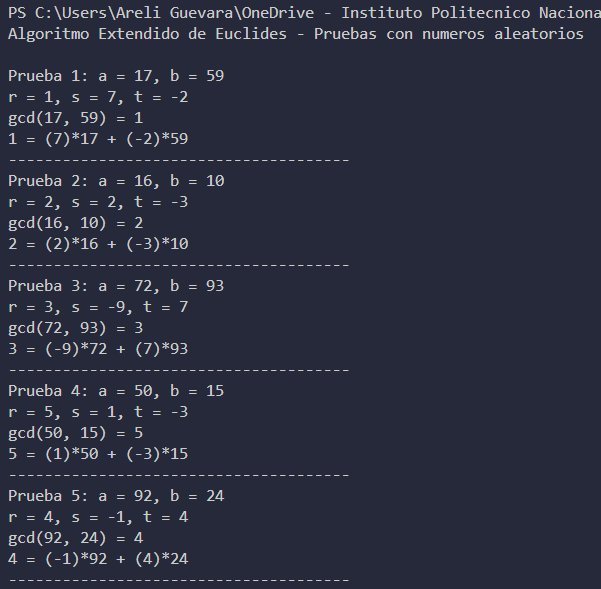 PS C:\Users\Areli Guevara\OneDrive - Instituto Politecnico Naciona
Algoritmo Extendido de Euclides - Pruebas con numeros aleatorios
Prueba 1: a = 17, b = 59
r = 1, s = 7, t = -2
gcd(17, 59) = 1
1 = (7)*17 + (-2)*59
--------------------------------------
Prueba 2: a = 16, b = 10
r = 2, s = 2, t = -3
gcd(16, 10) = 2
2 = (2)*16 + (-3)*10
--------------------------------------
Prueba 3: a = 72, b = 93
r = 3, s = -9, t = 7
gcd(72, 93) = 3
3 = (-9)*72 + (7)*93
--------------------------------------
Prueba 4: a = 50, b = 15
r = 5, s = 1, t = -3
gcd(50, 15) = 5
5 = (1)*50 + (-3)*15
--------------------------------------
Prueba 5: a = 92, b = 24
r = 4, s = -1, t = 4
gcd(92, 24) = 4
4 = (-1)*92 + (4)*24
--------------------------------------